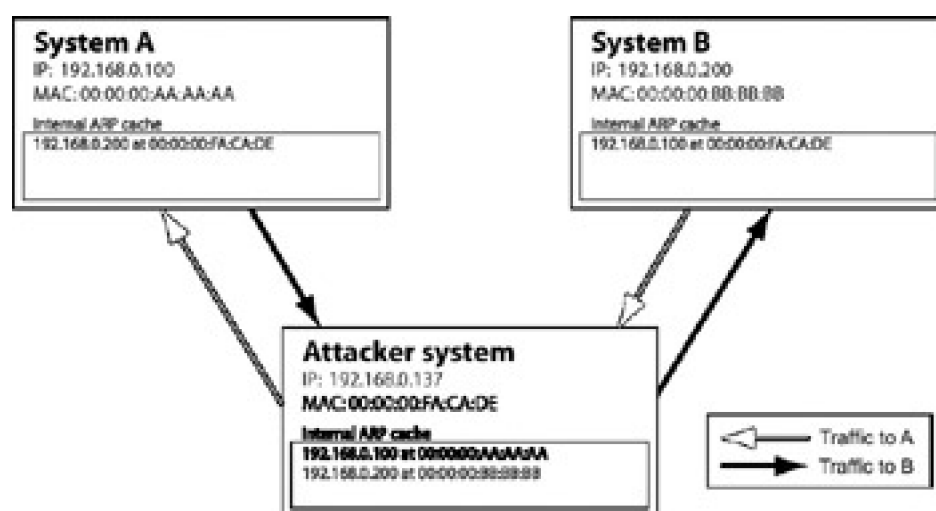 System A
IP: 192.168.0.100
MAC: 00:00:00:AA:AA:AA
Internal ARP cache
192.168.0.200 at 00:00:00:FA:CA:DE
System B
IP: 192.168.0.200
MAC: 00:00:00:BB:BB:BB
Internal ARP cache
192.168.0.100 at 00:00:00:FA:CA:DE
Attacker system
IP: 192.168.0.137
MAC: 00:00:00:FA:CA:DE
Internal ARP cache
192.168.0.100 at 00:00:00:AA:AA:AA
192.168.0.200 at 00:00:00:BB:BB:BB
Traffic to A
Traffic to B